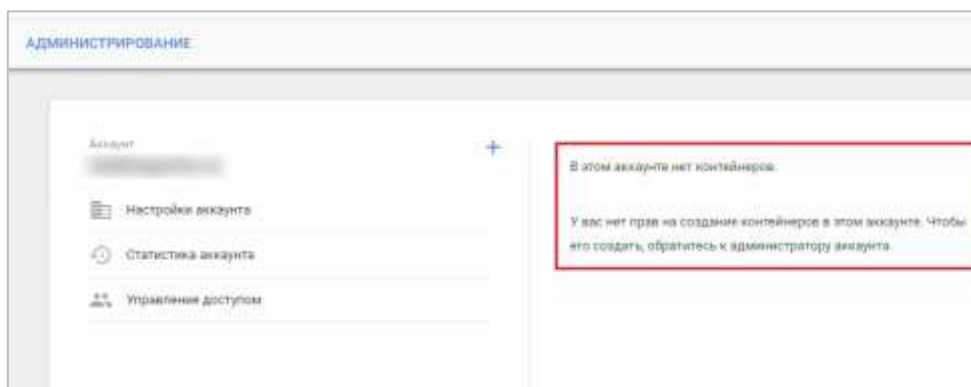 АДМИНИСТРИРОВАНИЕ
Аккаунт
Настройки аккаунта
Статистика аккаунта
Управление доступом
В этом аккаунте нет контейнеров.
У вас нет прав на создание контейнеров в этом аккаунте. Чтобы
его создать, обратитесь к администратору аккаунта.